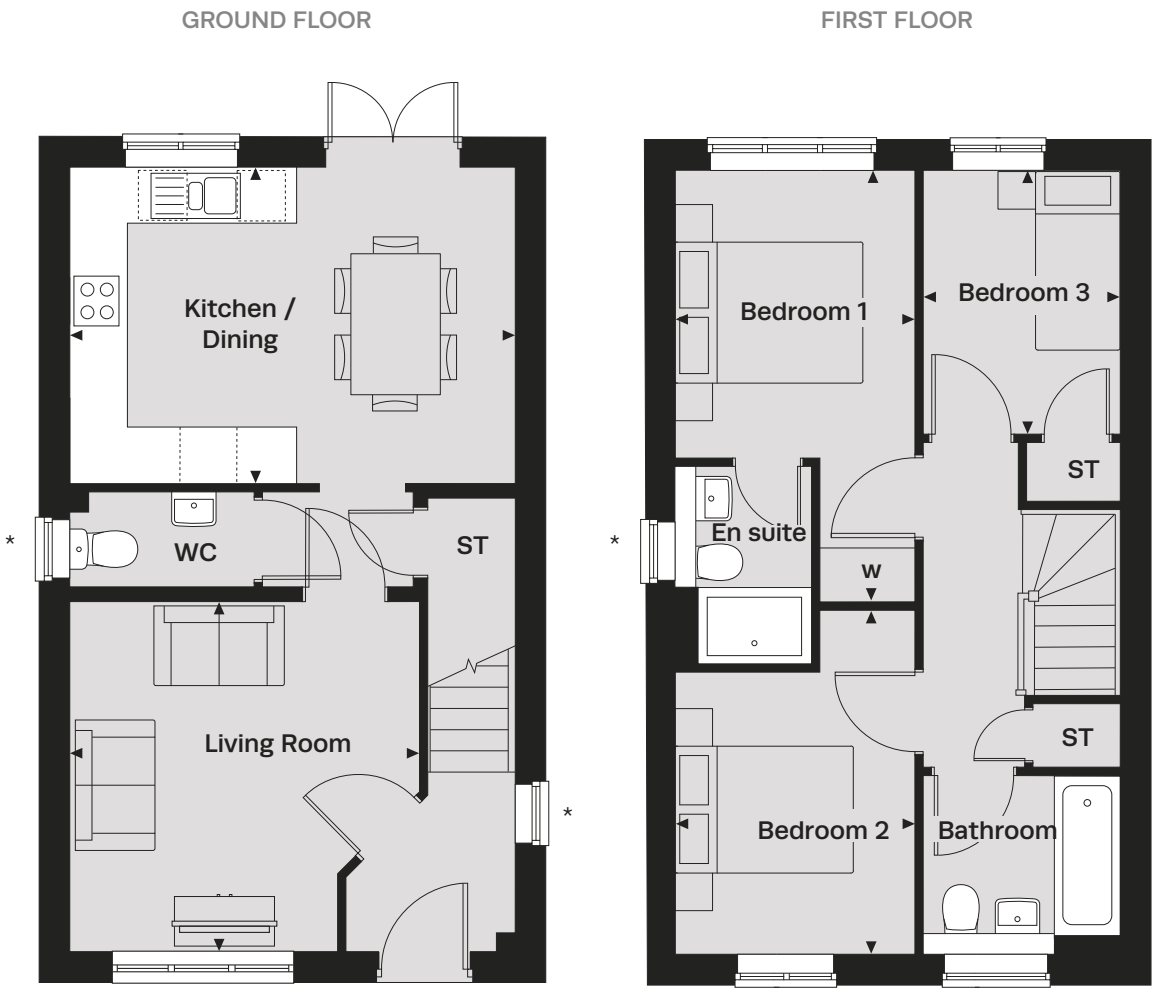 GROUND FLOOR
Kitchen /
Dining
*
WC
ST
Living Room
*
FIRST FLOOR
Bedroom 1
Bedroom 3
ST
*
En suite
W
ST
Bedroom 2
Bathroom